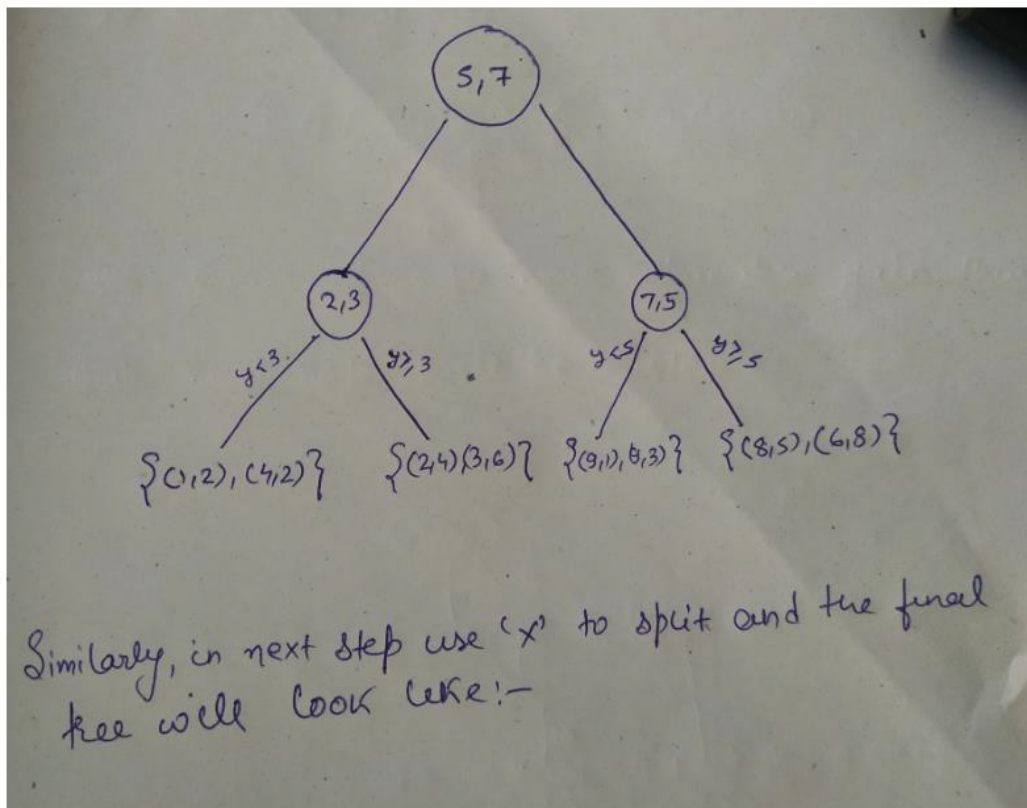 5,7
2,3
7,5
y<3
y≥3
y<5
y≥5
{(1,2),(4,2)}
{(2,4)(3,6)}
{(9,1),(8,3)}
{(8,5),(6,8)}
Similarly, in next step use 'x' to split and the final
tree will look like:-